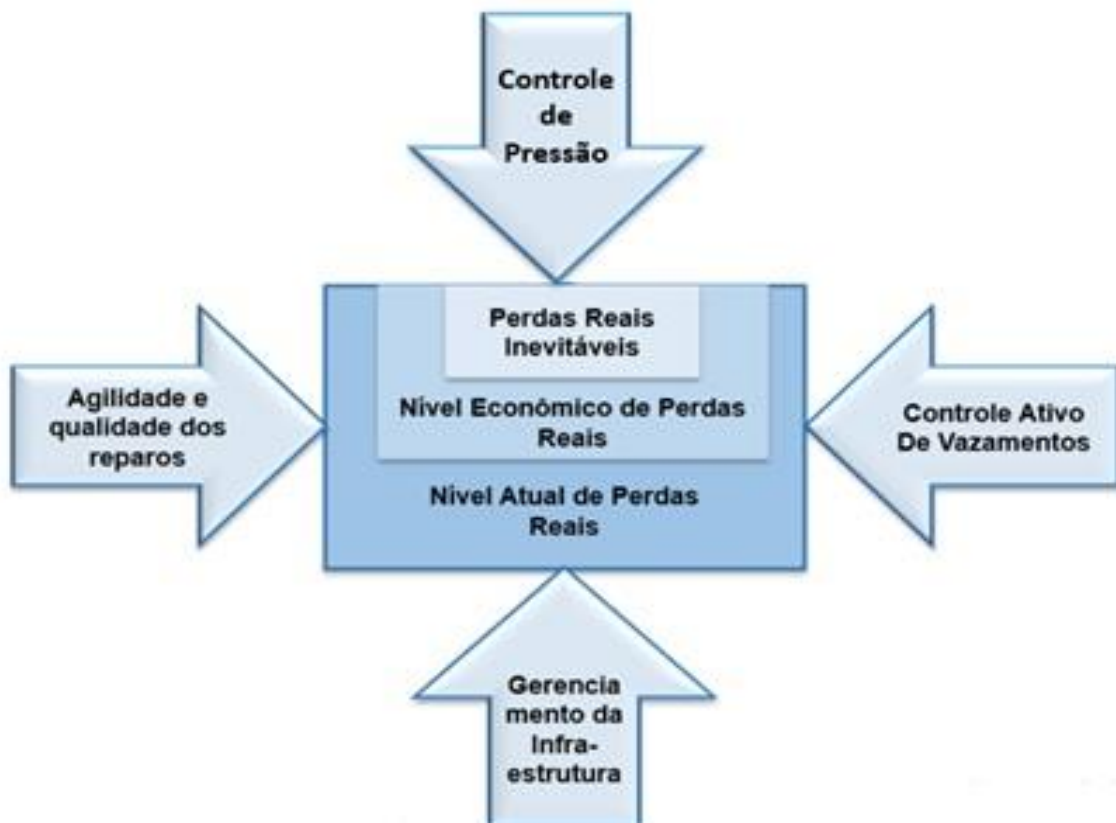 Controle
de
Pressão
Perdas Reais
Inevitáveis
Nível Econômico de Perdas
Reais
Nível Atual de Perdas
Reais
Agilidade e
qualidade dos
reparos
Controle Ativo
De Vazamentos
Gerencia
mento da
Infra-
estrutura